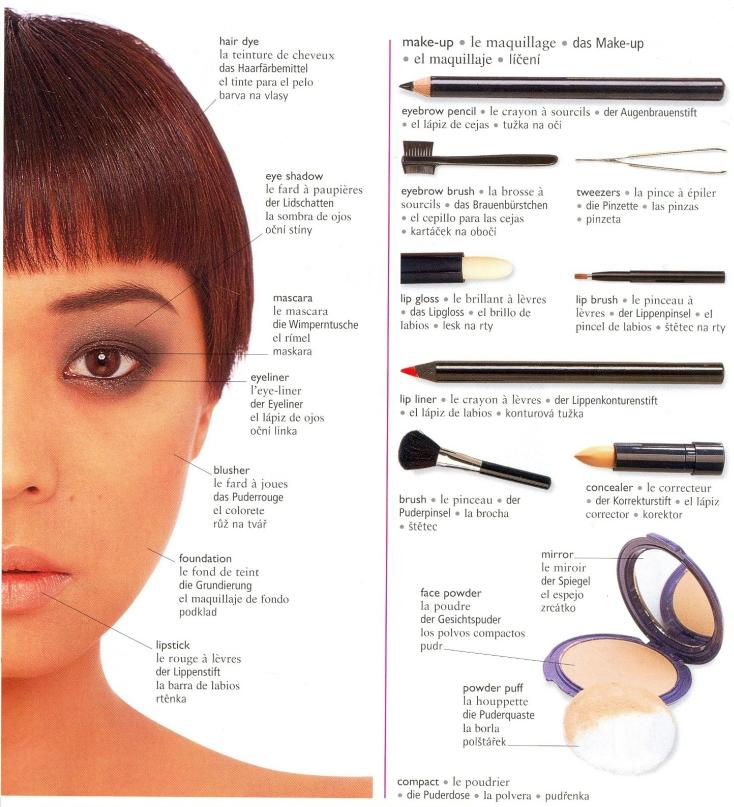 hair dye
la teinture de cheveux
das Haarfärbemittel
el tinte para el pelo
barva na vlasy
eye shadow
le fard à paupières
der Lidschatten
la sombra de ojos
oční stíny
mascara
le mascara
die Wimperntusche
el rímel
maskara
eyeliner
l'eye-liner
der Eyeliner
el lápiz de ojos
oční linka
blusher
le fard à joues
das Puderrouge
el colorete
růž na tvář
foundation
le fond de teint
die Grundierung
el maquillaje de fondo
podklad
lipstick
le rouge à lèvres
der Lippenstift
la barra de labios
rtěnka
make-up • le maquillage • das Make-up
• el maquillaje • líčení
eyebrow pencil • le crayon à sourcils • der Augenbrauenstift
• el lápiz de cejas • tužka na oči
eyebrow brush • la brosse à
sourcils • das Brauenbürstchen
• el cepillo para las cejas
• kartáček na obočí
tweezers • la pince à épiler
• die Pinzette • las pinzas
• pinzeta
lip gloss • le brillant à lèvres
• das Lipgloss • el brillo de
labios • lesk na rty
lip brush • le pinceau à
lèvres • der Lippenpinsel • el
pincel de labios • štětec na rty
lip liner • le crayon à lèvres • der Lippenkonturenstift
• el lápiz de labios • konturová tužka
brush • le pinceau • der
Puderpinsel • la brocha
• štětec
concealer • le correcteur
• der Korrekturstift • el lápiz
corrector • korektor
mirror
le miroir
der Spiegel
el espejo
zrcátko
face powder
la poudre
der Gesichtspuder
los polvos compactos
pudr
powder puff
la houppette
die Puderquaste
la borla
polštářek
compact • le poudrier
• die Puderdose • la polvera • pudřenka